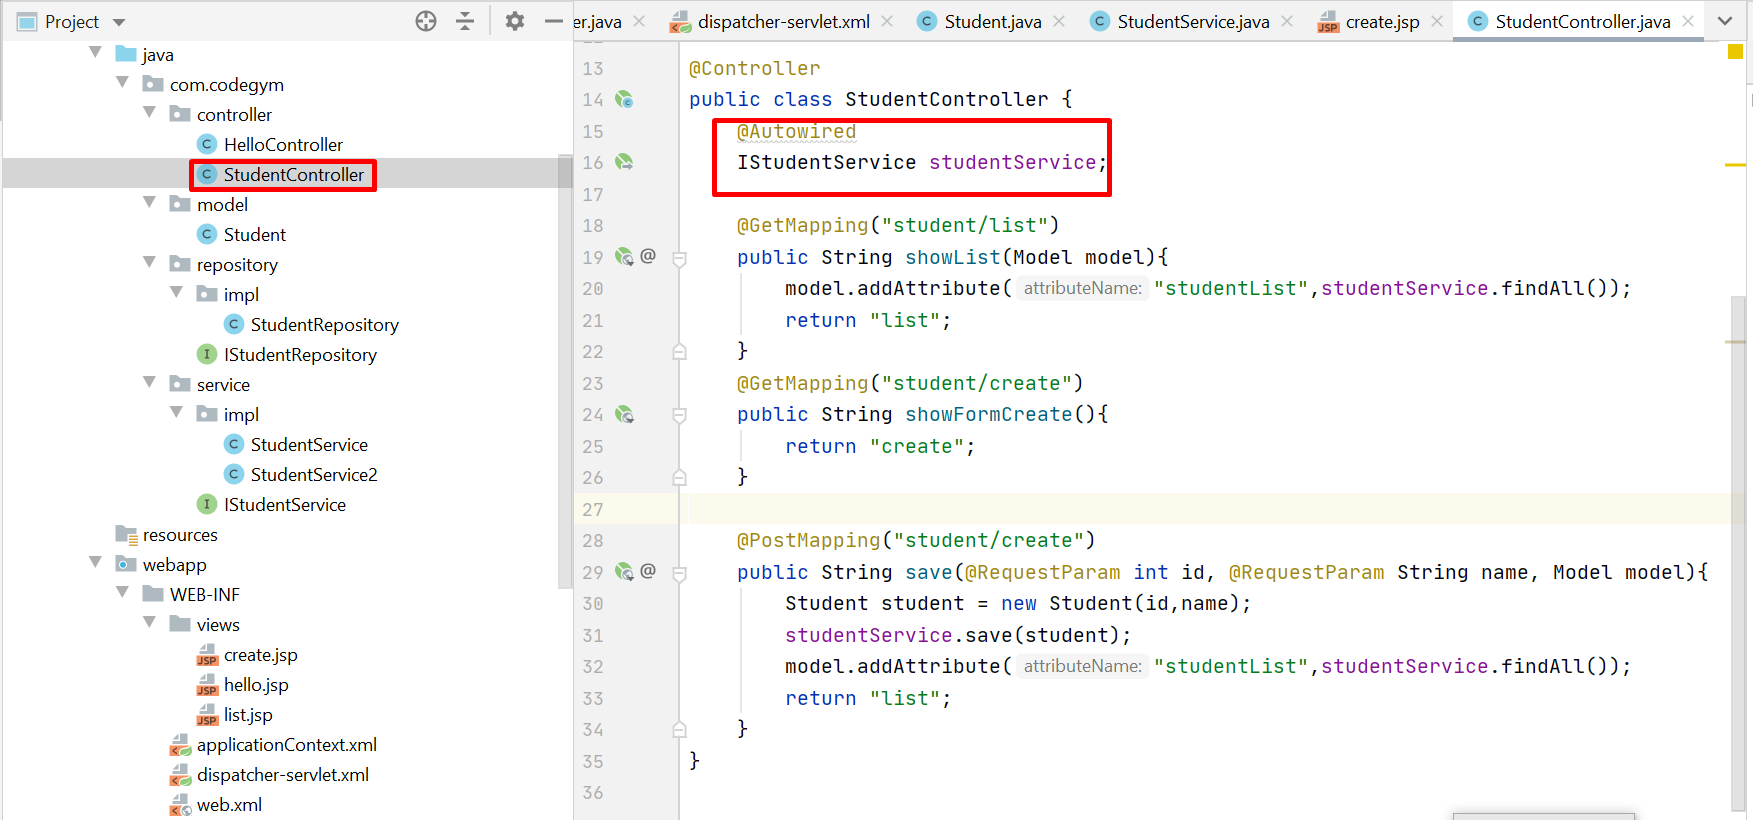 Project
er.java
dispatcher-servlet.xml
Student.java
StudentService.java
create.jsp
StudentController.java
java
com.codegym
controller
HelloController
StudentController
model
Student
repository
impl
StudentRepository
IStudentRepository
service
impl
StudentService
StudentService2
IStudentService
resources
webapp
WEB-INF
views
create.jsp
hello.jsp
list.jsp
applicationContext.xml
dispatcher-servlet.xml
web.xml
13 @Controller
14 public class StudentController {
15 @Autowired
16 IStudentService studentService;
17
18 @GetMapping("student/list")
19 @ public String showList(Model model){
20 model.addAttribute( attributeName: "studentList",studentService.findAll());
21 return "list";
22 }
23 @GetMapping("student/create")
24 public String showFormCreate(){
25 return "create";
26 }
27
28 @PostMapping("student/create")
29 @ public String save(@RequestParam int id, @RequestParam String name, Model model){
30 Student student = new Student(id,name);
31 studentService.save(student);
32 model.addAttribute( attributeName: "studentList",studentService.findAll());
33 return "list";
34 }
35 }
36